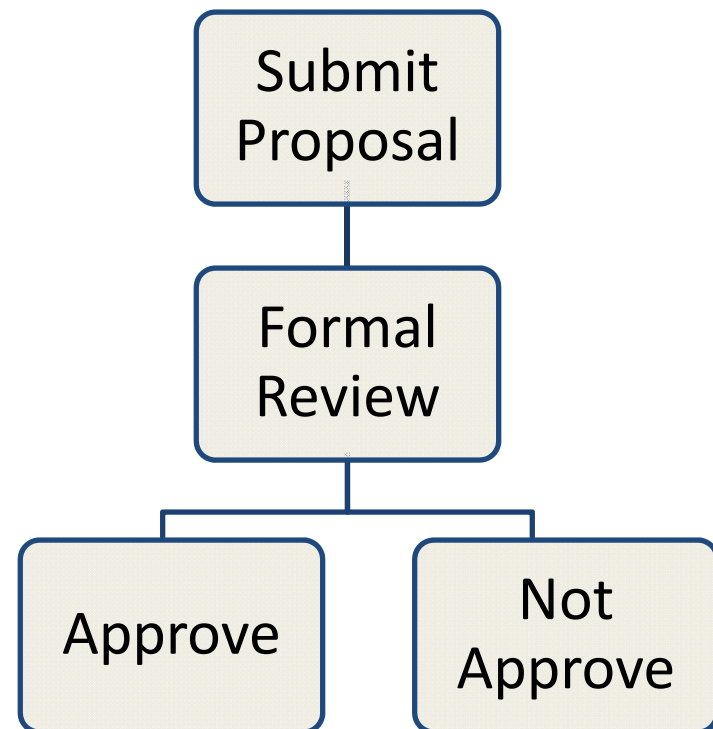 Submit
Proposal
Formal
Review
Approve
Not
Approve